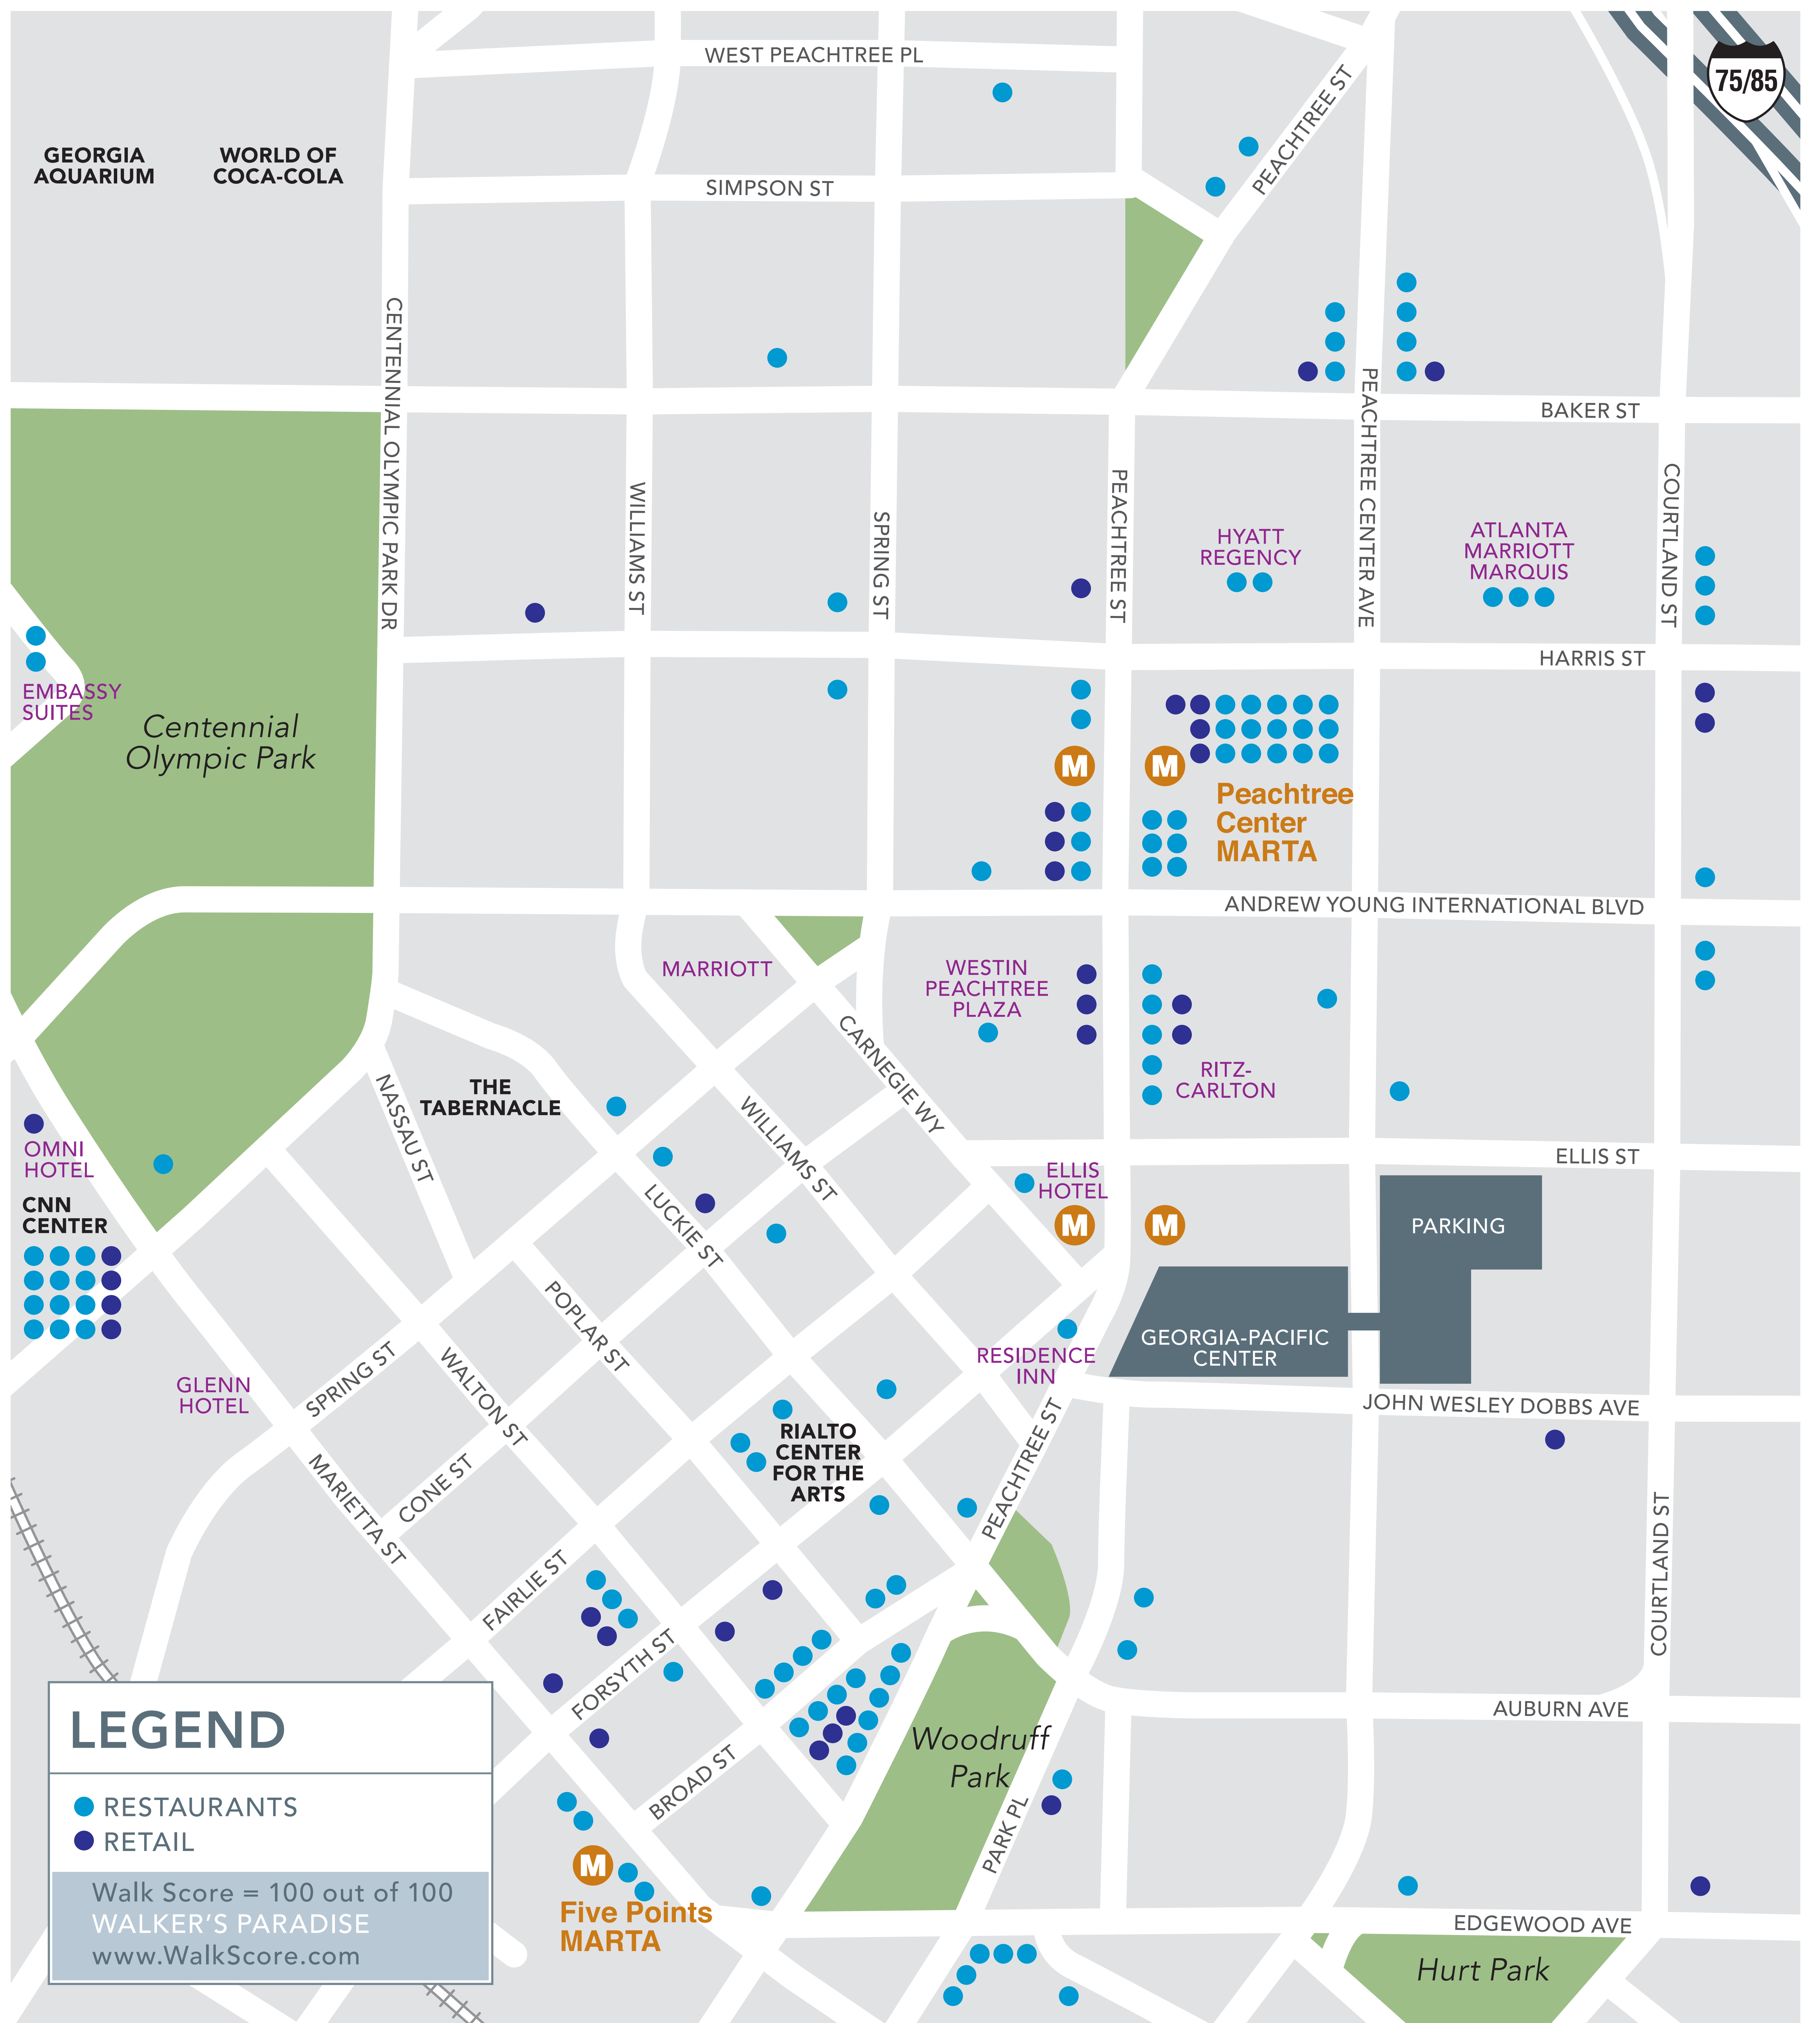 WEST PEACHTREE PL
75/85
PEACHTREE ST
GEORGIA
AQUARIUM
WORLD OF
COCA-COLA
SIMPSON ST
CENTENNIAL OLYMPIC PARK DR
PEACHTREE CENTER AVE
BAKER ST
WILLIAMS ST
SPRING ST
PEACHTREE ST
COURTLAND ST
HYATT
REGENCY
ATLANTA
MARRIOTT
MARQUIS
HARRIS ST
EMBASSY
SUITES
Centennial
Olympic Park
M
M
Peachtree
Center
MARTA
ANDREW YOUNG INTERNATIONAL BLVD
MARRIOTT
WESTIN
PEACHTREE
PLAZA
CARNEGIE WY
RITZ-
CARLTON
NASSAU ST
THE
TABERNACLE
WILLIAMS ST
OMNI
HOTEL
ELLIS ST
ELLIS
HOTEL
CNN
CENTER
LUCKIE ST
M
M
PARKING
POPLAR ST
GEORGIA-PACIFIC
CENTER
RESIDENCE
INN
GLENN
HOTEL
SPRING ST
WALTON ST
JOHN WESLEY DOBBS AVE
PEACHTREE ST
RIALTO
CENTER
FOR THE
ARTS
MARIETTA ST
CONE ST
COURTLAND ST
FAIRLIE ST
FORSYTH ST
AUBURN AVE
Woodruff
Park
BROAD ST
PARK PL
LEGEND
RESTAURANTS
RETAIL
Walk Score = 100 out of 100
WALKER'S PARADISE
www.WalkScore.com
M
Five Points
MARTA
EDGEWOOD AVE
Hurt Park